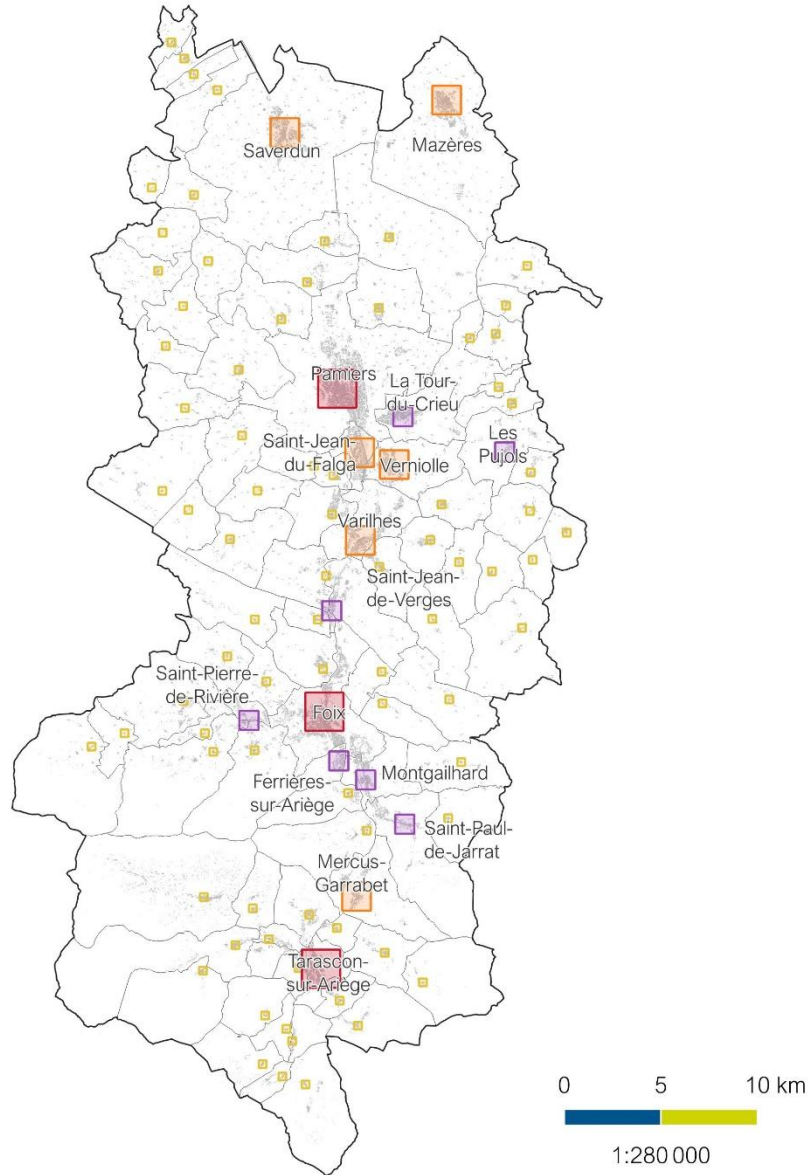 Saverdun
Mazères
Pamiers
La Tour-
du-Crieu
Saint-Jean-
du-Falga
Verniolle
Les
Pujols
Varilhes
Saint-Jean-
de-Verges
Saint-Pierre-
de-Rivière
Foix
Ferrières-
sur-Ariège
Montgailhard
Saint-Paul-
de-Jarrat
Mercus-
Garrabet
Tarascon-
sur-Ariège
0 5 10 km
1:280 000